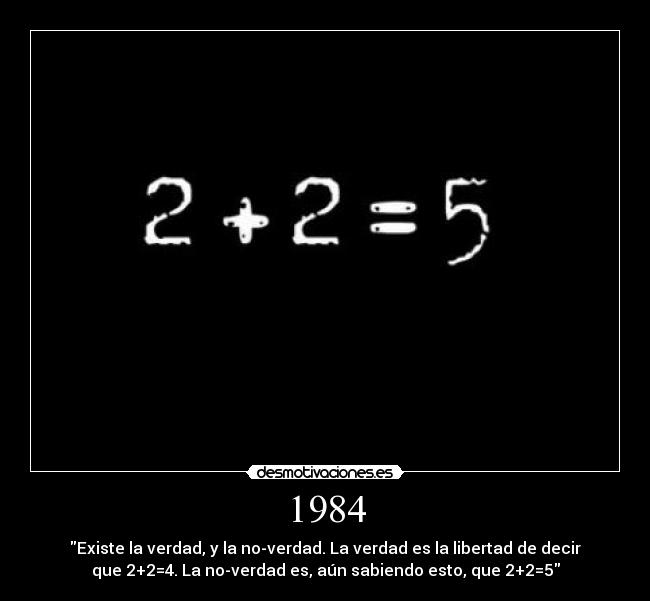 2 + 2 = 5
desmotivaciones.es
1984
"Existe la verdad, y la no-verdad. La verdad es la libertad de decir
que 2+2=4. La no-verdad es, aún sabiendo esto, que 2+2=5"